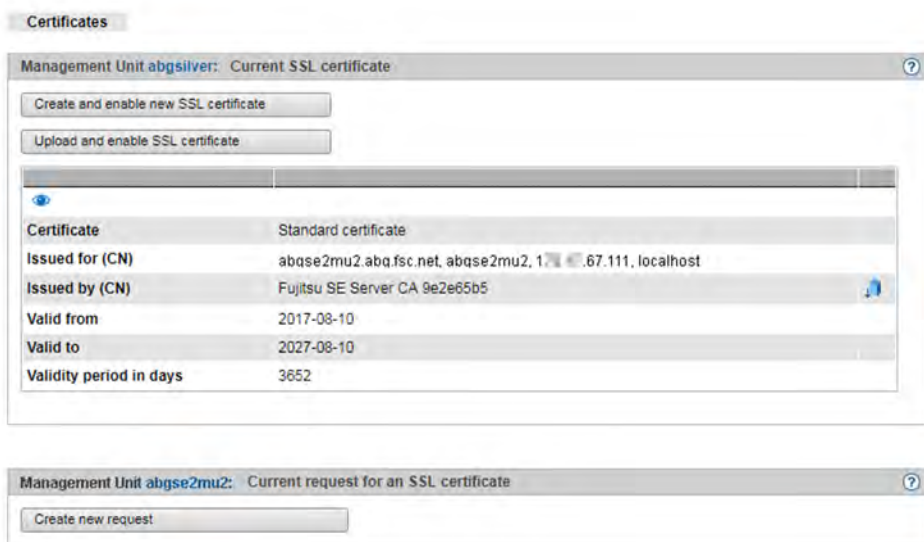 Certificates
Management Unit abgsilver: Current SSL certificate
Create and enable new SSL certificate
Upload and enable SSL certificate
Certificate Standard certificate
Issued for (CN) abgse2mu2.abg.fsc.net, abgse2mu2, .67.111, localhost
Issued by (CN) Fujitsu SE Server CA 9e2e65b5
Valid from 2017-08-10
Valid to 2027-08-10
Validity period in days 3652
Management Unit abgse2mu2: Current request for an SSL certificate
Create new request